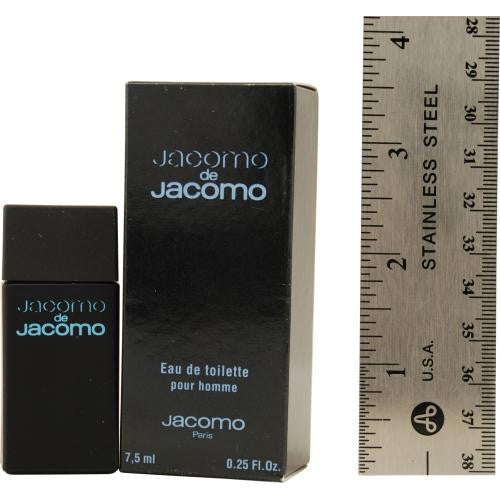 Jacomo
de
Jacomo
Jacomo
de
Jacomo
Eau de toilette
pour homme
Jacomo
Paris
7,5 ml 0.25 Fl.Oz.
4
3
2
1
STAINLESS STEEL
U.S.A.
28
29
30
31
32
33
34
35
36
37
38